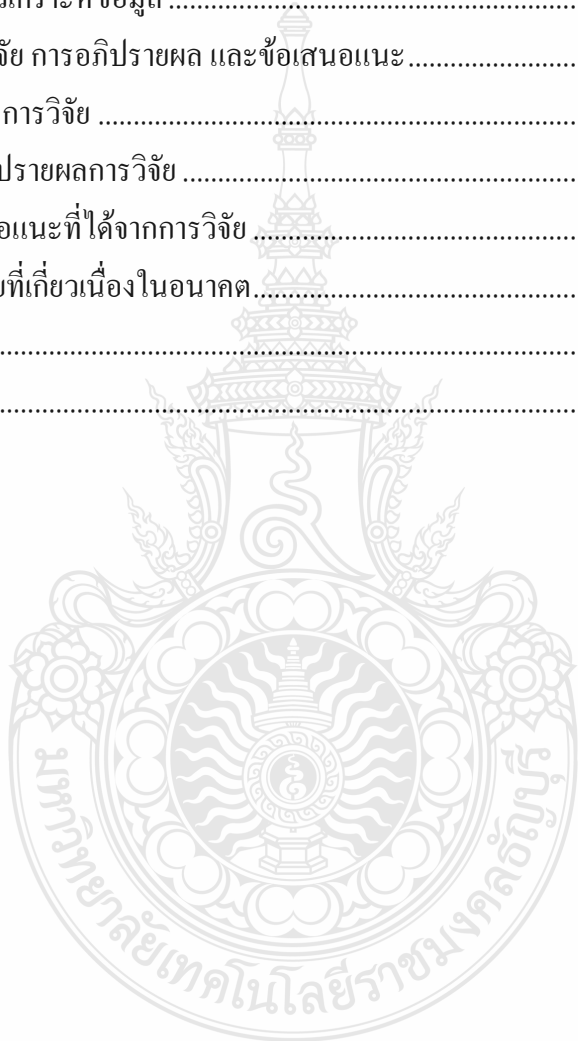 วิเคราะห์ข้อมูล ........................................................
จัย การอภิปรายผล และข้อเสนอแนะ ........................
การวิจัย ....................................................................
ปรายผลการวิจัย ......................................................
อแนะที่ได้จากการวิจัย .............................................
ที่เกี่ยวเนื่องในอนาคต .............................................
................................................................................
................................................................................
มหาวิทยาลัยเทคโนโลยีราชมงคลธัญบุรี